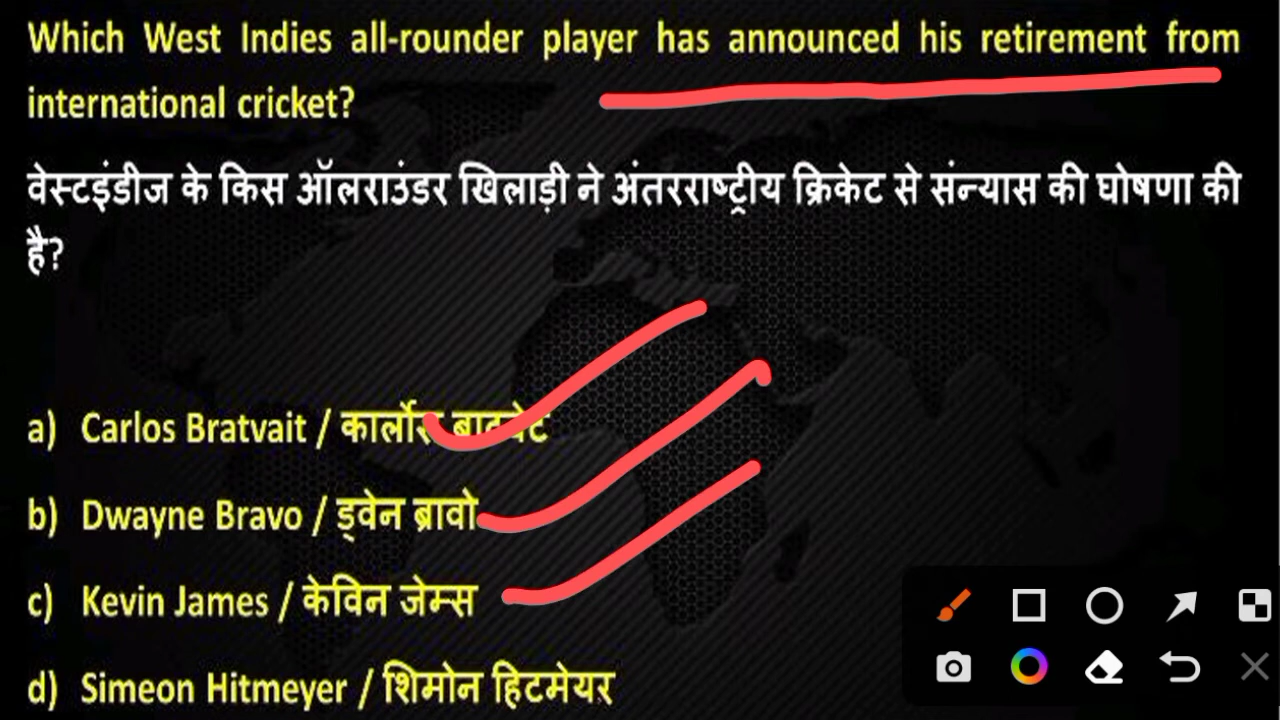 Which West Indies all-rounder player has announced his retirement from
international cricket?
वेस्टइंडीज के किस ऑलराउंडर खिलाड़ी ने अंतरराष्ट्रीय क्रिकेट से संन्यास की घोषणा की
है?
a) Carlos Bratvait /
b) Dwayne Bravo / ड्वेन ब्रावो
c) Kevin James / केविन जेम्स
d) Simeon Hitmeyer / शिमोन हिटमेयर